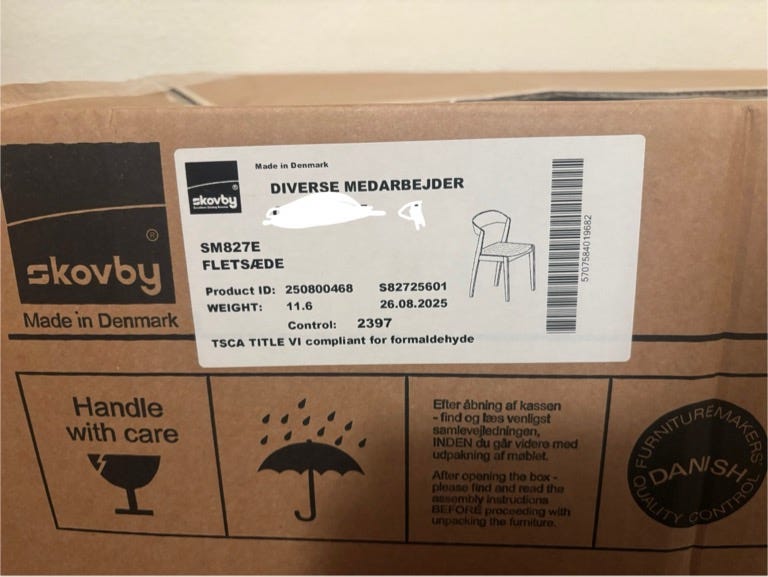 skovby
®
Made in Denmark
skovby
®
Made in Denmark
DIVERSE MEDARBEJDER
SM827E
FLETSÆDE
Product ID: 250800468 S82725601
WEIGHT: 11.6 26.08.2025
Control: 2397
TSCA TITLE VI compliant for formaldehyde
5707584019682
Handle
with care
Efter åbning af kassen
- find og læs venligst
samlevejledningen,
INDEN du går videre med
udpakning af møblet.
After opening the box -
please find and read the
assembly instructions
BEFORE proceeding with
unpacking the furniture.
FURNITUREMAKERS'
DANISH
QUALITY CONTROL